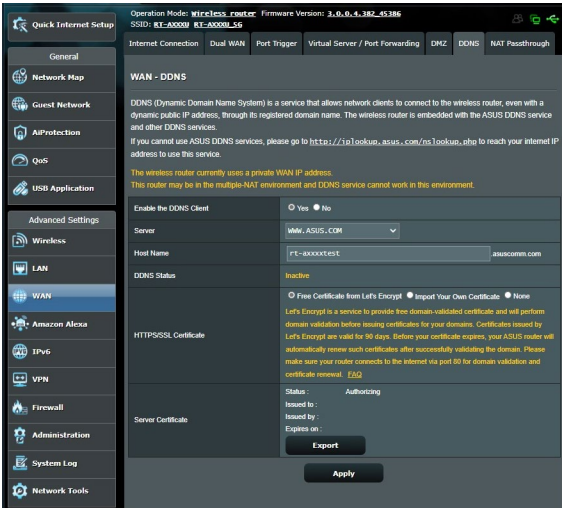 Quick Internet Setup
General
Network Map
Guest Network
AiProtection
QoS
USB Application
Advanced Settings
Wireless
LAN
WAN
Amazon Alexa
IPv6
VPN
Firewall
Administration
System Log
Network Tools
Operation Mode: Wireless router Firmware Version: 3.0.0.4.382_45386
SSID: RT-AXXXU RT-AXXXU_5G
Internet Connection Dual WAN Port Trigger Virtual Server / Port Forwarding DMZ DDNS NAT Passthrough
WAN - DDNS
DDNS (Dynamic Domain Name System) is a service that allows network clients to connect to the wireless router, even with a
dynamic public IP address, through its registered domain name. The wireless router is embedded with the ASUS DDNS service
and other DDNS services.
If you cannot use ASUS DDNS services, please go to http://iplookup.asus.com/nslookup.php to reach your internet IP
address to use this service.
The wireless router currently uses a private WAN IP address.
This router may be in the multiple-NAT environment and DDNS service cannot work in this environment.
Enable the DDNS Client Yes No
Server WWW.ASUS.COM
Host Name rt-axxxxtest .asuscomm.com
DDNS Status Inactive
HTTPS/SSL Certificate
Free Certificate from Let's Encrypt Import Your Own Certificate None
Let's Encrypt is a service to provide free domain-validated certificate and will perform
domain validation before issuing certificates for your domains. Certificates issued by
Let's Encrypt are valid for 90 days. Before your certificate expires, your ASUS router will
automatically renew such certificates after successfully validating the domain. Please
make sure your router connects to the internet via port 80 for domain validation and
certificate renewal. FAQ
Server Certificate
Status : Authorizing
Issued to :
Issued by :
Expires on :
Export
Apply